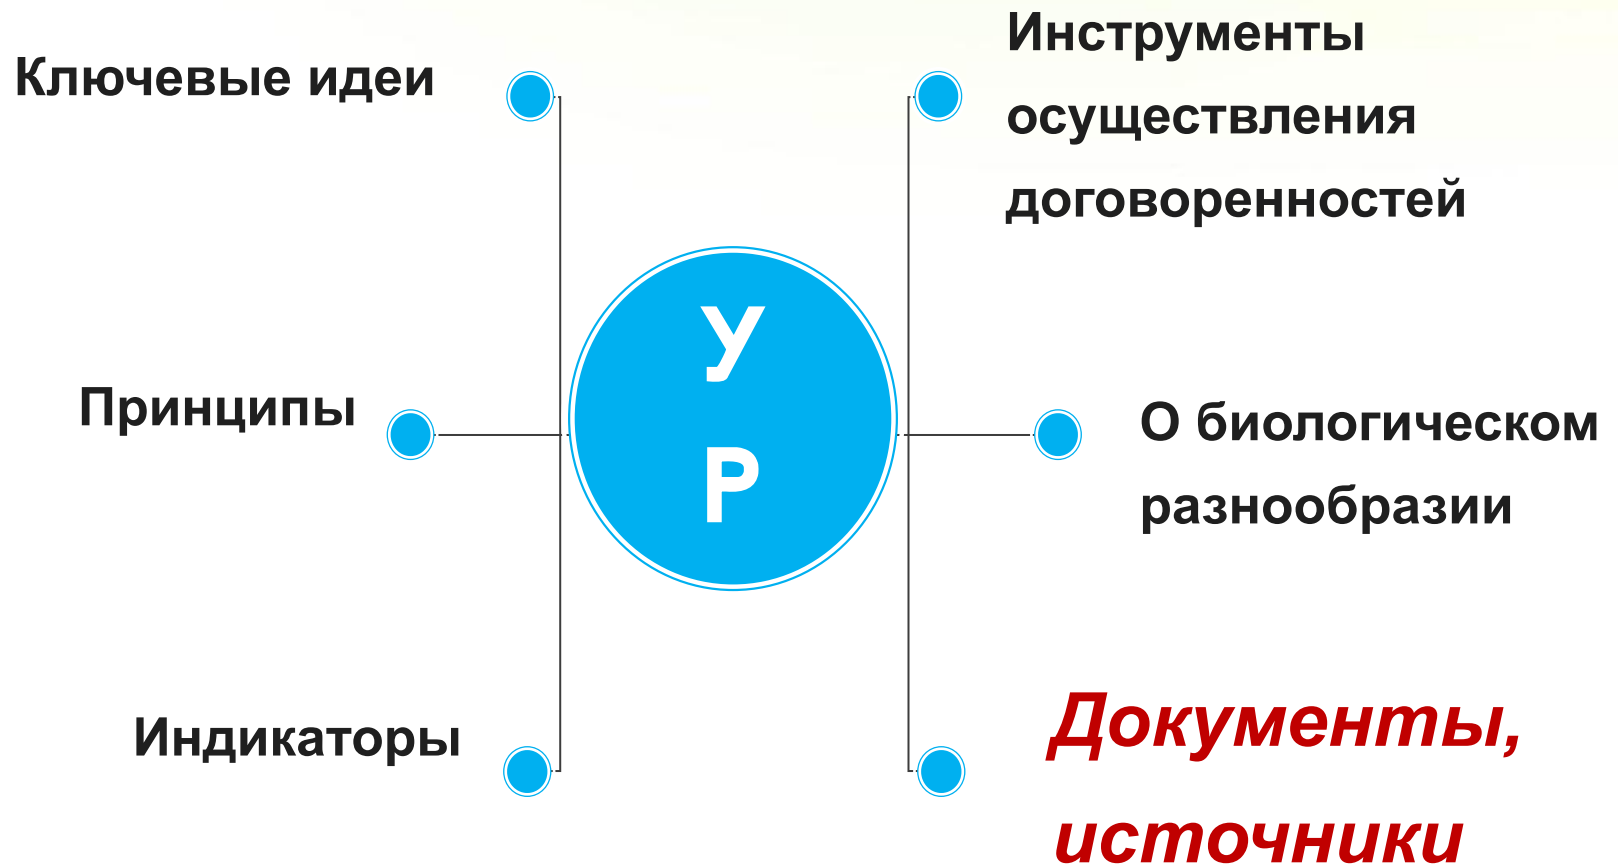 Ключевые идеи
Принципы
Индикаторы
У
Р
Инструменты
осуществления
договоренностей
О биологическом
разнообразии
Документы,
источники